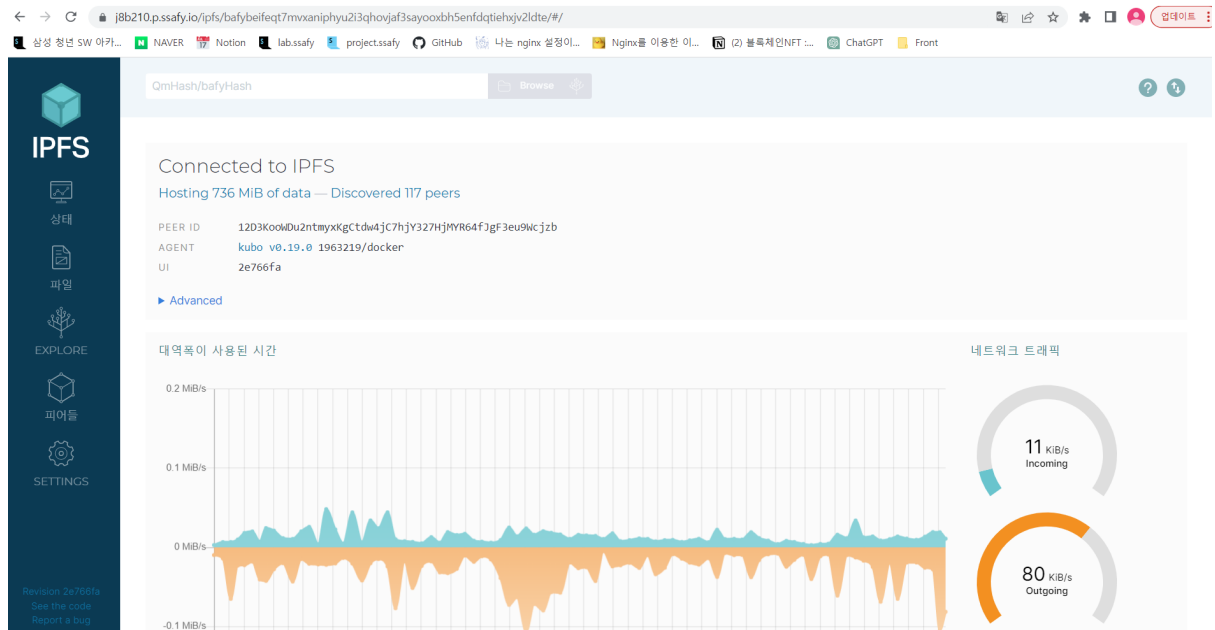 j8b210.p.ssafy.io/ipfs/bafybeifeqt7mvxaniphyu2i3qhovjaf3sayooxbh5enfdqtiehxjv2ldte/#/
업데이트
삼성 청년 SW 아카... NAVER Notion lab.ssafy project.ssafy GitHub 나는 nginx 설정이... Nginx를 이용한 이... (2) 블록체인NFT :... ChatGPT Front
QmHash/bafyHash
Browse
IPFS
상태
파일
EXPLORE
피어들
SETTINGS
Revision 2e766fa
See the code
Report a bug
Connected to IPFS
Hosting 736 MiB of data — Discovered 117 peers
PEER ID 12D3KooWDu2ntmyxKgCtdw4jC7hjY327HjMYR64fJgF3eu9Wcjzb
AGENT kubo v0.19.0 1963219/docker
UI 2e766fa
Advanced
대역폭이 사용된 시간
0.2 MiB/s
0.1 MiB/s
0 MiB/s
-0.1 MiB/s
네트워크 트래픽
11 KiB/s
Incoming
80 KiB/s
Outgoing